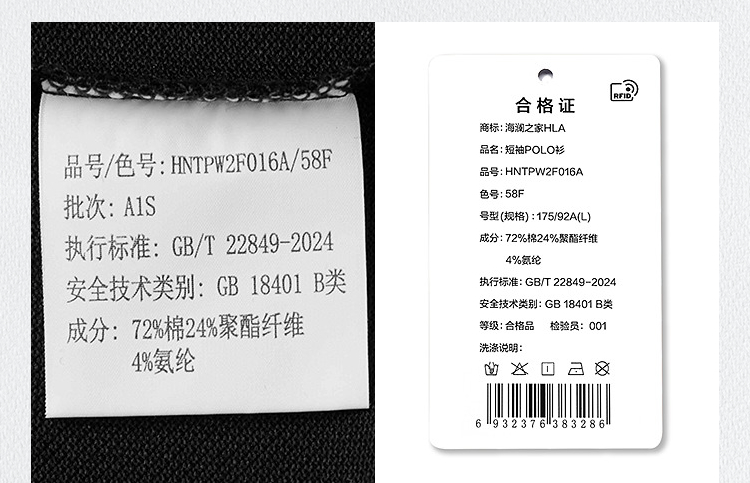 品号/色号: HNTPW2F016A/58F
批次: A1S
执行标准: GB/T 22849-2024
安全技术类别: GB 18401 B类
成分: 72%棉24%聚酯纤维
4%氨纶
RFID
合格证
商标: 海澜之家HLA
品名: 短袖POLO衫
品号: HNTPW2F016A
色号: 58F
号型(规格) : 175/92A(L)
成分: 72%棉24%聚酯纤维
4%氨纶
执行标准: GB/T 22849-2024
安全技术类别: GB 18401 B类
等级: 合格品 检验员: 001
洗涤说明:
6 932376 383286